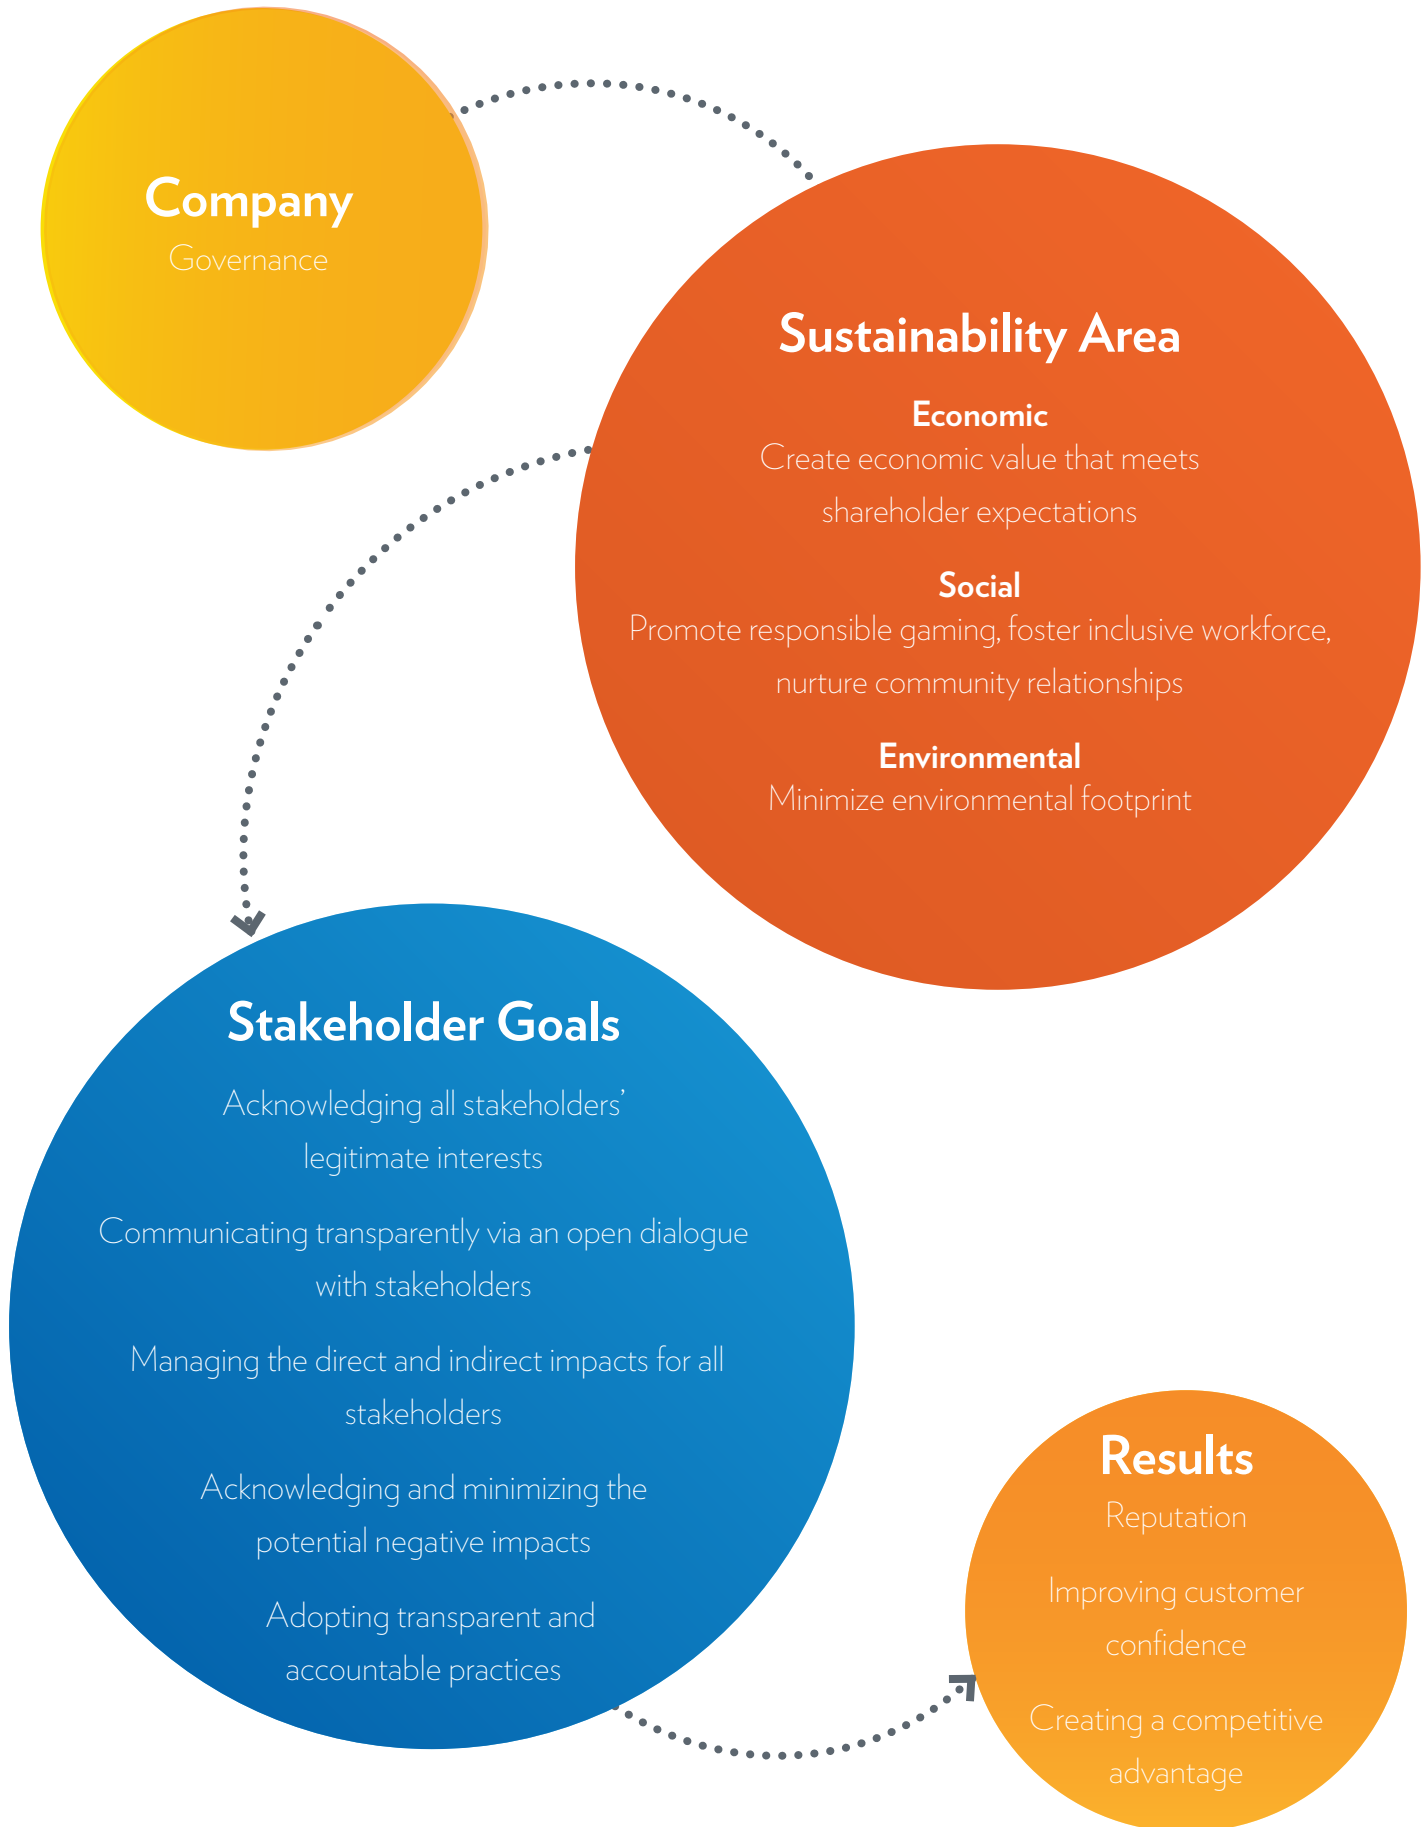 Company
Governance
Sustainability Area
Economic
Create economic value that meets
shareholder expectations
Social
Promote responsible gaming, foster inclusive workforce,
nurture community relationships
Environmental
Minimize environmental footprint
Stakeholder Goals
Acknowledging all stakeholders’
legitimate interests
Communicating transparently via an open dialogue
with stakeholders
Managing the direct and indirect impacts for all
stakeholders
Acknowledging and minimizing the
potential negative impacts
Adopting transparent and
accountable practices
Results
Reputation
Improving customer
confidence
Creating a competitive
advantage